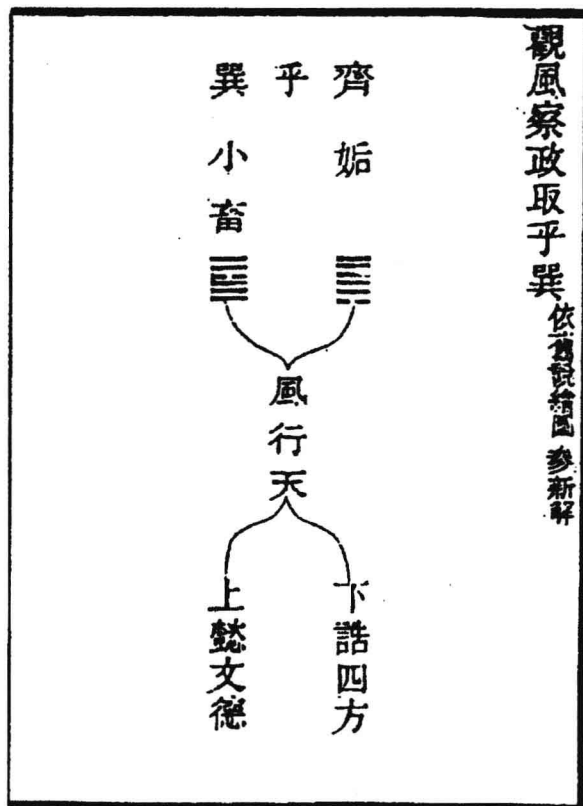 觀風察政取乎巽
依舊說繪圖 參新解
齊 乎 巽
姤
小畜
風行天
下誥四方
上懿文德